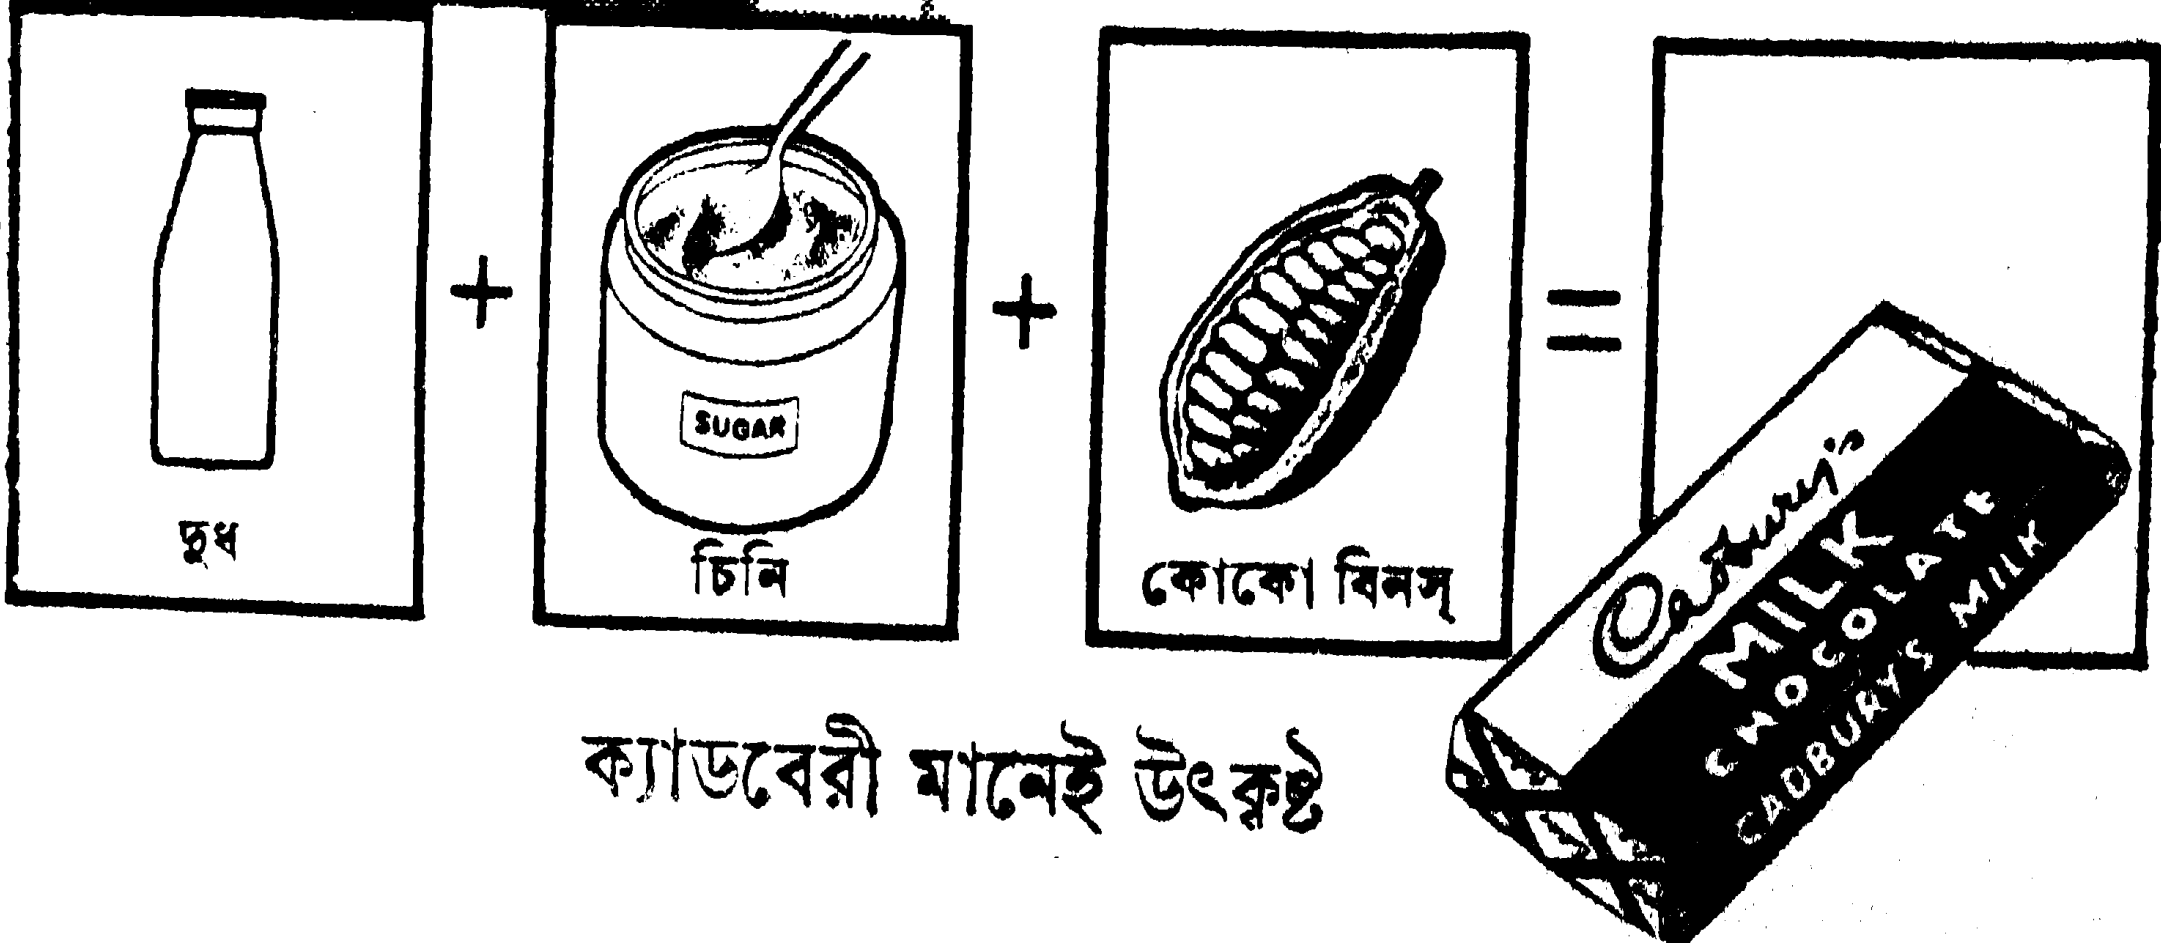 দুধ
SUGAR
চিনি
কোকো বিনস্
Cadbury's
MILK
CHOCOLATE
CADBURY'S MILK
ক্যাডবেরী মানেই উৎকৃষ্ট